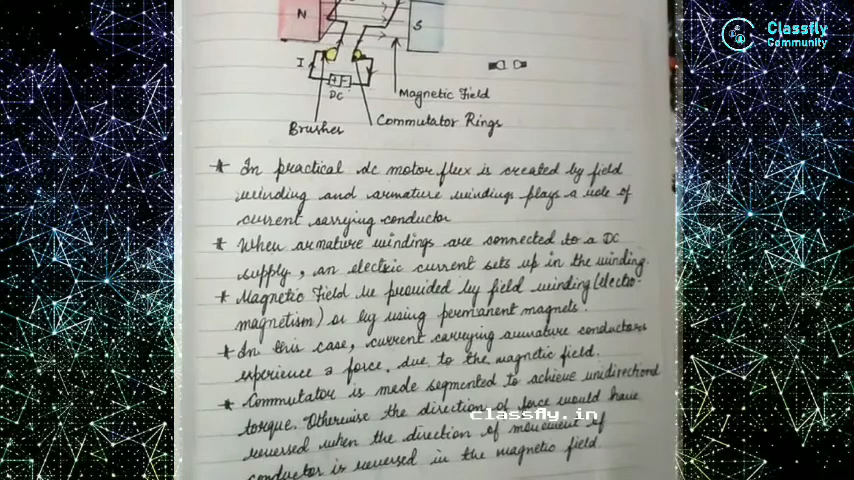 Classfly
Community
N
S
I
+ -
DC
Magnetic Field
Commutator Rings
Brushes
* In practical dc motor flux is created by field
winding and armature windings plays a role of
current carrying conductor
* When armature windings are connected to a DC
supply, an electric current sets up in the winding.
* Magnetic Field be provided by field winding (electro-
magnetism) or by using permanent magnets.
* In this case, current carrying armature conductors
experience a force, due to the magnetic field.
* Commutator is made segmented to achieve unidirectional
torque. Otherwise the direction of force would have
classfly.in
reversed when the direction of movement of
conductor is reversed in the magnetic field